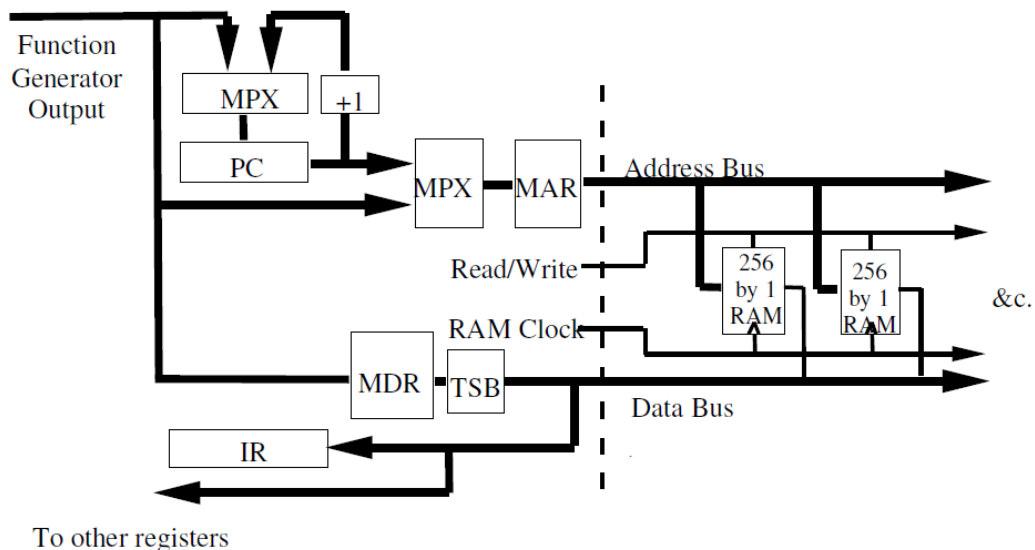 Function
Generator
Output
MPX
+1
PC
MPX
MAR
Address Bus
Read/Write
256
by 1
RAM
256
by 1
RAM
&c.
RAM Clock
MDR
TSB
Data Bus
IR
To other registers